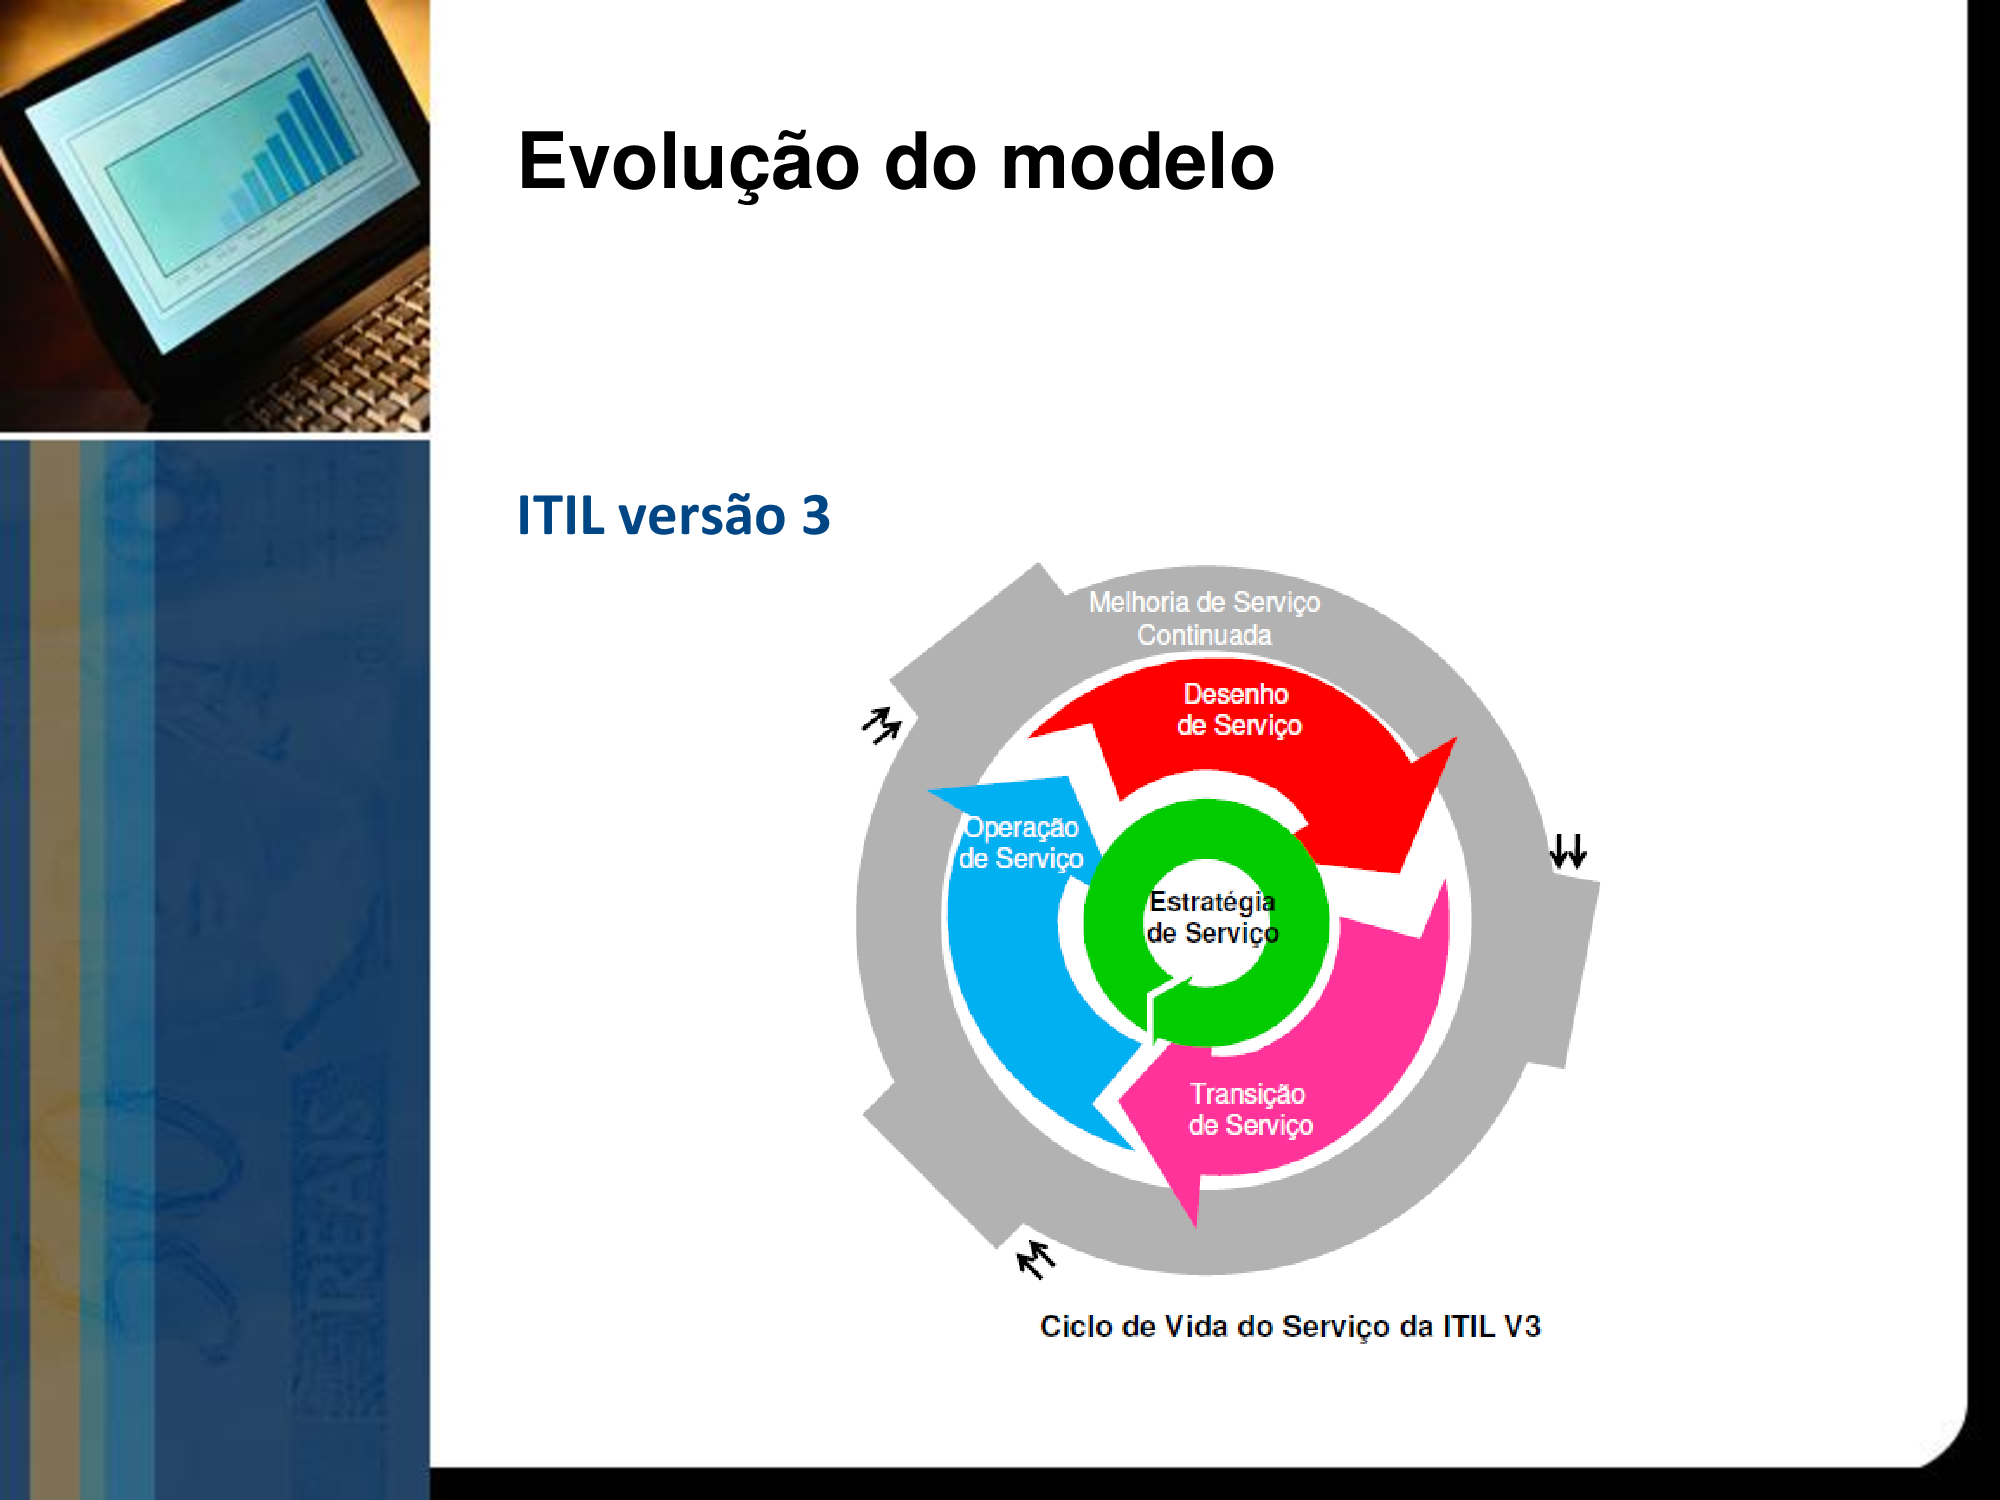 Evolução do modelo
ITIL versão 3
Melhoria de Serviço
Continuada
Desenho
de Serviço
Operação
de Serviço
Estratégia
de Serviço
Transição
de Serviço
Ciclo de Vida do Serviço da ITIL V3
REAIS